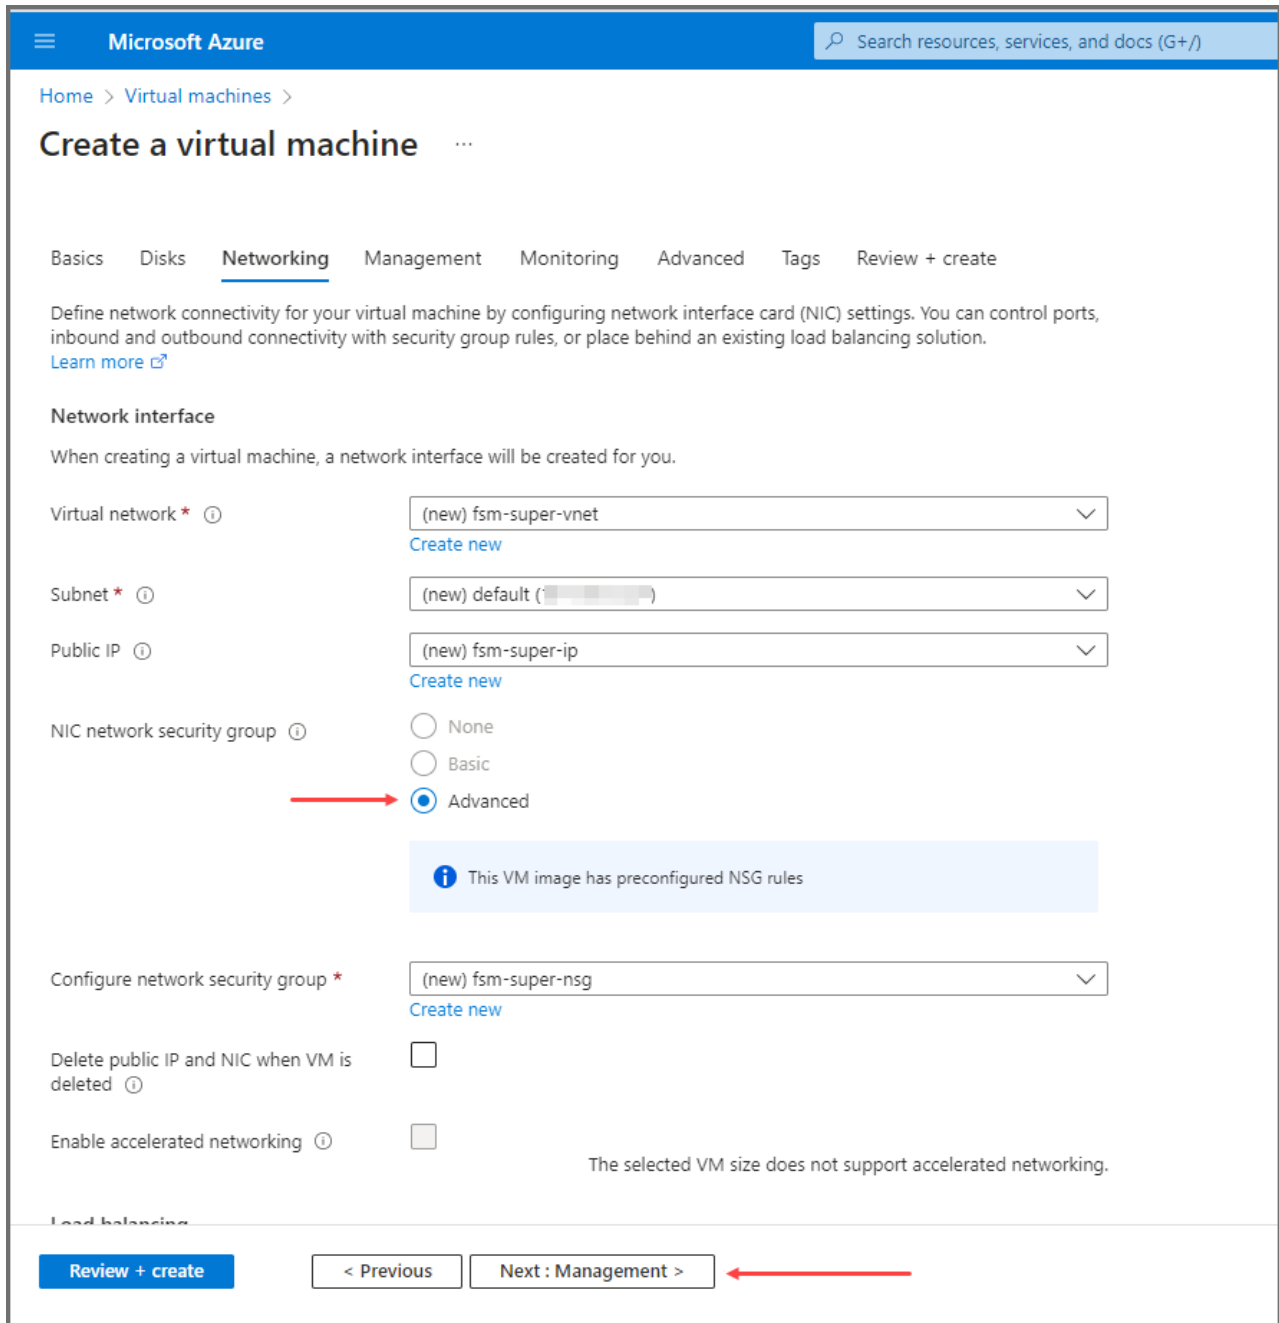 Microsoft Azure
Search resources, services, and docs (G+/)
Home > Virtual machines >
Create a virtual machine ...
Basics Disks Networking Management Monitoring Advanced Tags Review + create
Define network connectivity for your virtual machine by configuring network interface card (NIC) settings. You can control ports,
inbound and outbound connectivity with security group rules, or place behind an existing load balancing solution.
Learn more
Network interface
When creating a virtual machine, a network interface will be created for you.
Virtual network *
(new) fsm-super-vnet
Create new
Subnet *
(new) default ( )
Public IP
(new) fsm-super-ip
Create new
NIC network security group
None
Basic
Advanced
This VM image has preconfigured NSG rules
Configure network security group *
(new) fsm-super-nsg
Create new
Delete public IP and NIC when VM is
deleted
Enable accelerated networking
The selected VM size does not support accelerated networking.
Load balancing
Review + create
< Previous
Next : Management >